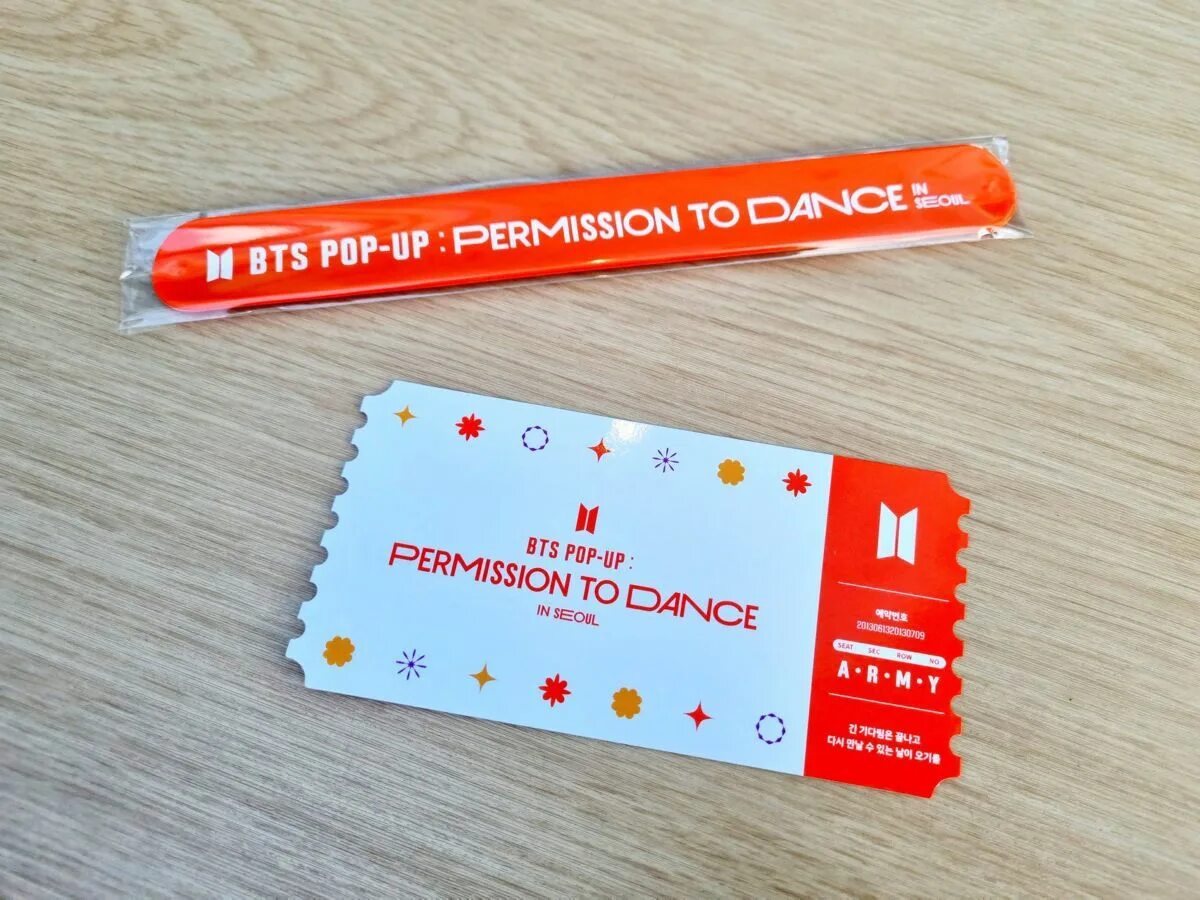 BTS POP-UP : PERMISSION TO DANCE IN SEOUL
BTS POP-UP :
PERMISSION TO DANCE
IN SEOUL
예약번호
2013061320130709
SEAT SEC ROW NO
A·R·M·Y
긴 기다림은 끝나고
다시 만날 수 있는 날이 오기를